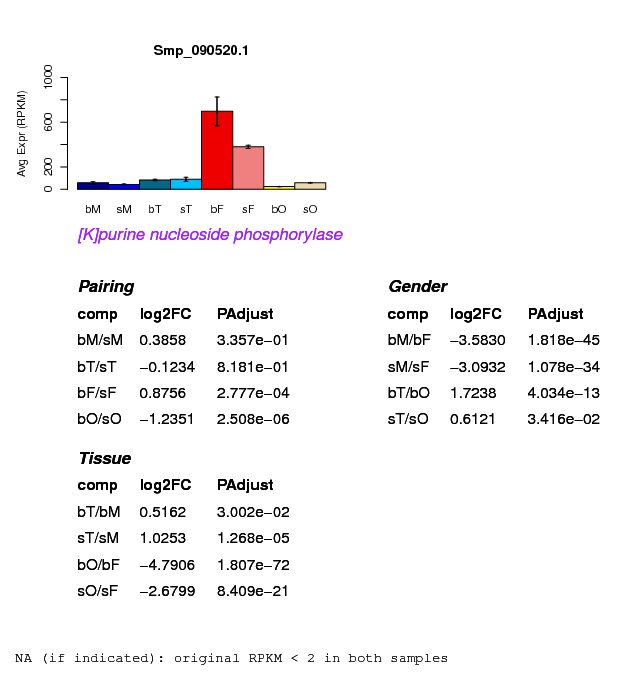 Smp_090520.1
Avg Expr (RPKM)
1000
600
200
0
bM sM bT sT bF sF bO sO
[K]purine nucleoside phosphorylase
Pairing
comp log2FC PAdjust
bM/sM 0.3858 3.357e−01
bT/sT −0.1234 8.181e−01
bF/sF 0.8756 2.777e−04
bO/sO −1.2351 2.508e−06
Gender
comp log2FC PAdjust
bM/bF −3.5830 1.818e−45
sM/sF −3.0932 1.078e−34
bT/bO 1.7238 4.034e−13
sT/sO 0.6121 3.416e−02
Tissue
comp log2FC PAdjust
bT/bM 0.5162 3.002e−02
sT/sM 1.0253 1.268e−05
bO/bF −4.7906 1.807e−72
sO/sF −2.6799 8.409e−21
NA (if indicated): original RPKM < 2 in both samples